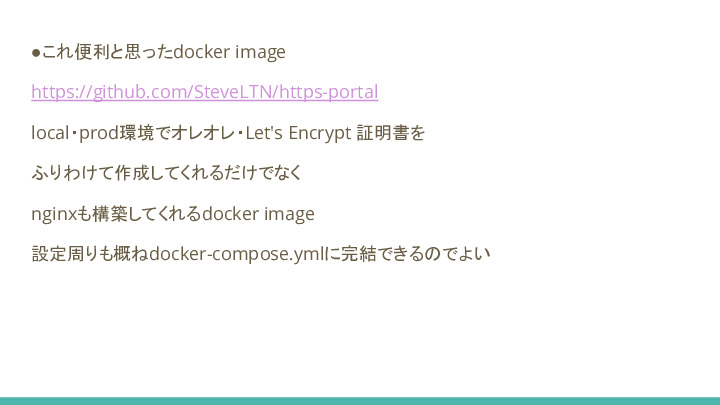 ●これ便利と思ったdocker image
https://github.com/SteveLTN/https-portal
local・prod環境でオレオレ・Let's Encrypt 証明書を
ふりわけて作成してくれるだけでなく
nginxも構築してくれるdocker image
設定周りも概ねdocker-compose.ymlに完結できるのでよい